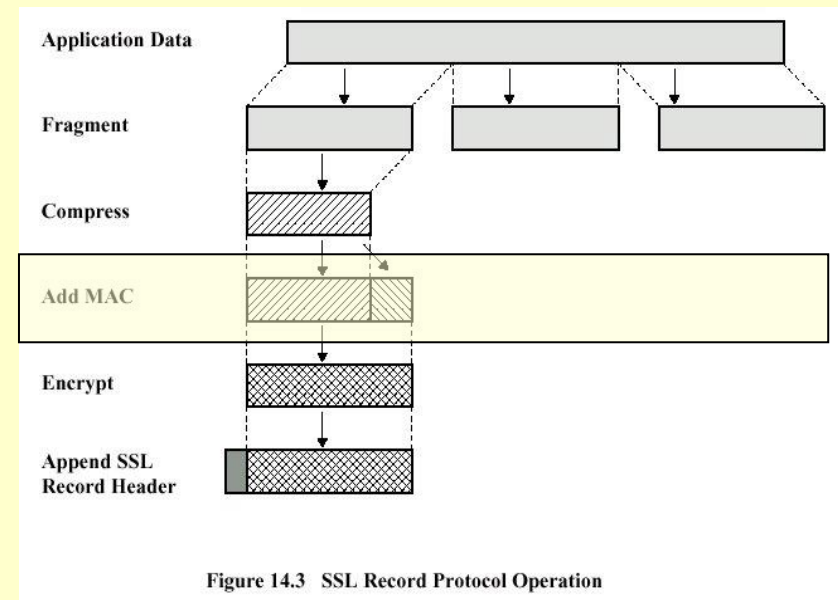 Application Data
Fragment
Compress
Add MAC
Encrypt
Append SSL
Record Header
Figure 14.3 SSL Record Protocol Operation